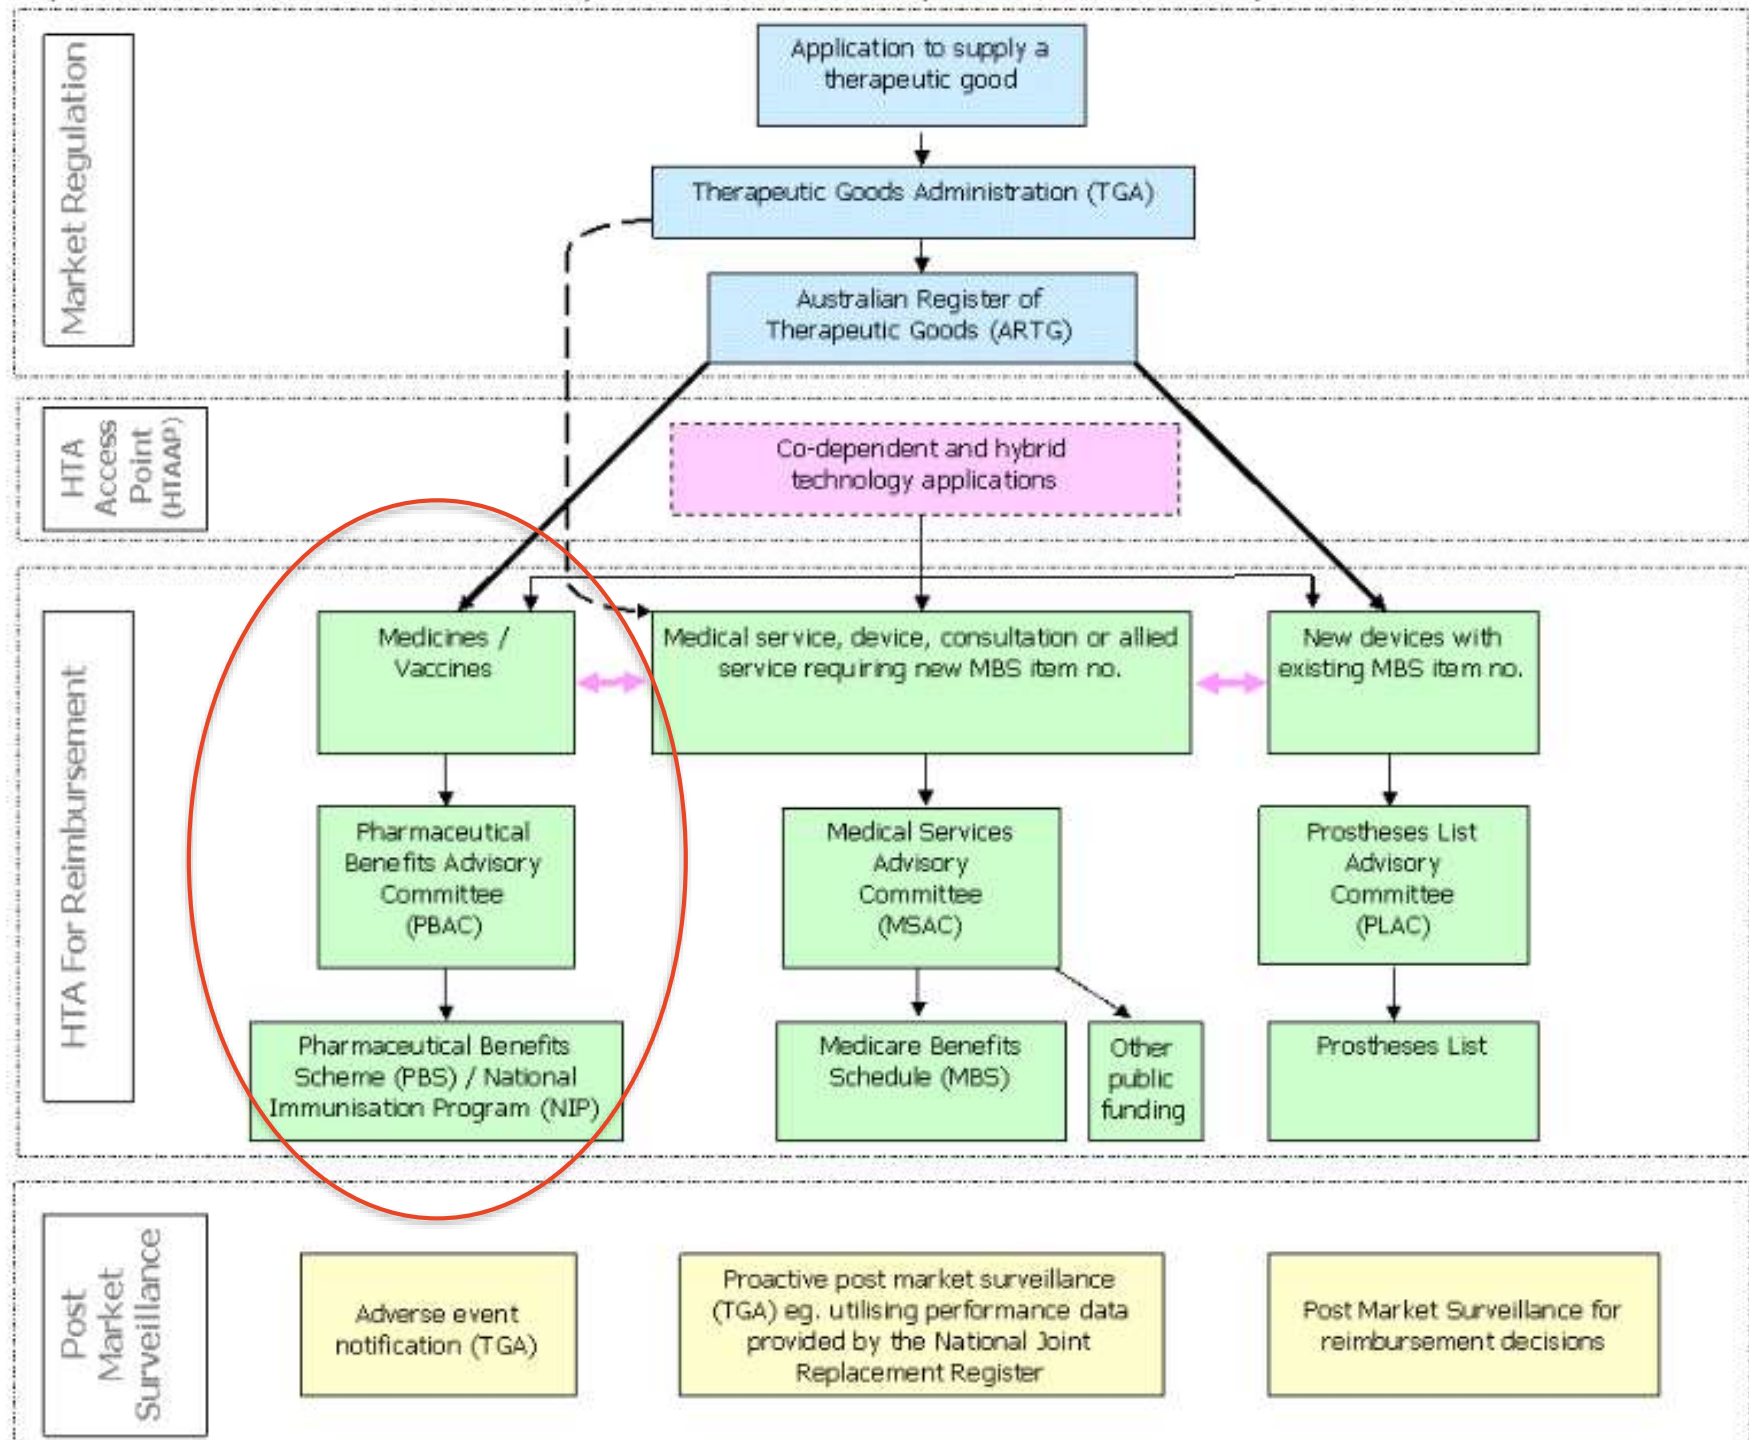 Market Regulation
Application to supply a
therapeutic good
Therapeutic Goods Administration (TGA)
Australian Register of
Therapeutic Goods (ARTG)
HTA
Access
Point
(HTAAP)
Co-dependent and hybrid
technology applications
HTA For Reimbursement
Medicines /
Vaccines
Medical service, device, consultation or allied
service requiring new MBS item no.
New devices with
existing MBS item no.
Pharmaceutical
Benefits Advisory
Committee
(PBAC)
Medical Services
Advisory
Committee
(MSAC)
Prostheses List
Advisory
Committee
(PLAC)
Pharmaceutical Benefits
Scheme (PBS) / National
Immunisation Program (NIP)
Medicare Benefits
Schedule (MBS)
Other
public
funding
Prostheses List
Post
Market
Surveillance
Adverse event
notification (TGA)
Proactive post market surveillance
(TGA) eg. utilising performance data
provided by the National Joint
Replacement Register
Post Market Surveillance for
reimbursement decisions